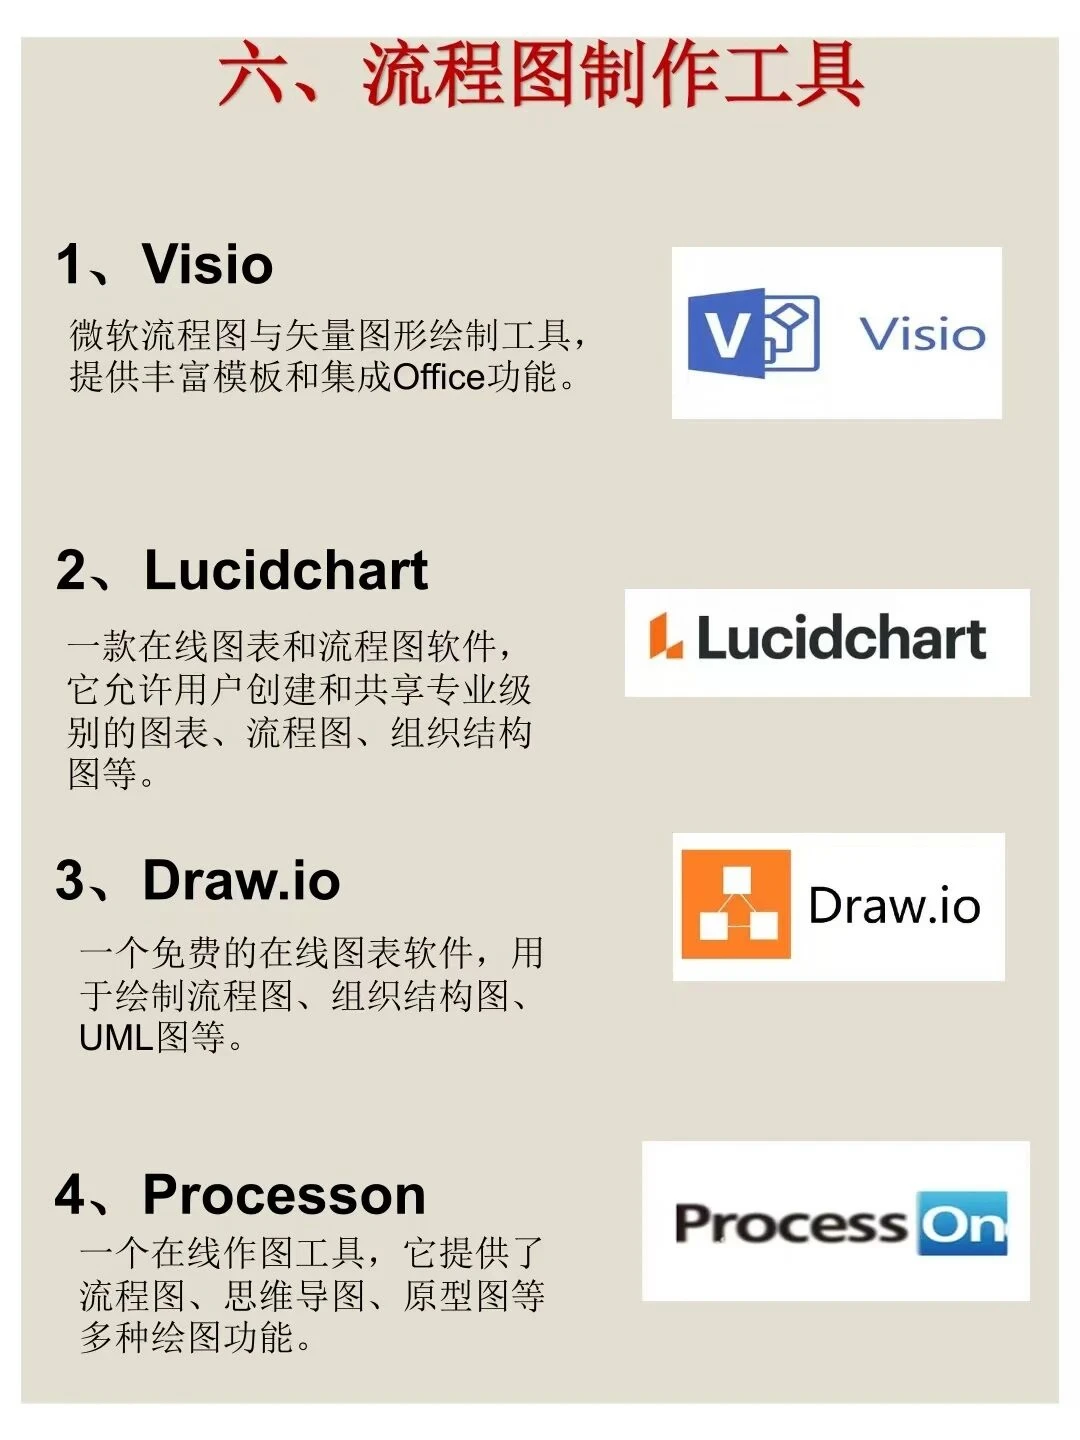 六、流程图制作工具
1、Visio
微软流程图与矢量图形绘制工具，
提供丰富模板和集成Office功能。
V
Visio
2、Lucidchart
一款在线图表和流程图软件，
它允许用户创建和共享专业级
别的图表、流程图、组织结构
图等。
Lucidchart
3、Draw.io
一个免费的在线图表软件，用
于绘制流程图、组织结构图、
UML图等。
Draw.io
4、Processon
一个在线作图工具，它提供了
流程图、思维导图、原型图等
多种绘图功能。
ProcessOn